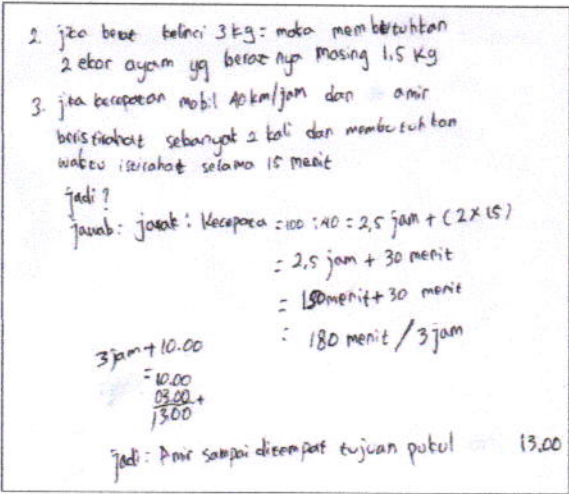 2. jika berat kelinci 3 kg : maka membutuhkan
2 ekor ayam yg berat nya masing 1,5 Kg
3. jika kecepatan mobil 40 km/jam dan amir
beristirahat sebanyak 2 kali dan membutuhkan
waktu istirahat selama 15 menit
jadi ?
jawab : jarak : Kecepata = 100 : 40 = 2,5 jam + (2 x 15)
= 2,5 jam + 30 menit
= 150 menit + 30 menit
= 180 menit / 3 jam
3 jam + 10.00
= 10.00
03.00 +
13.00
jadi : Amir sampai ditempat tujuan pukul 13.00